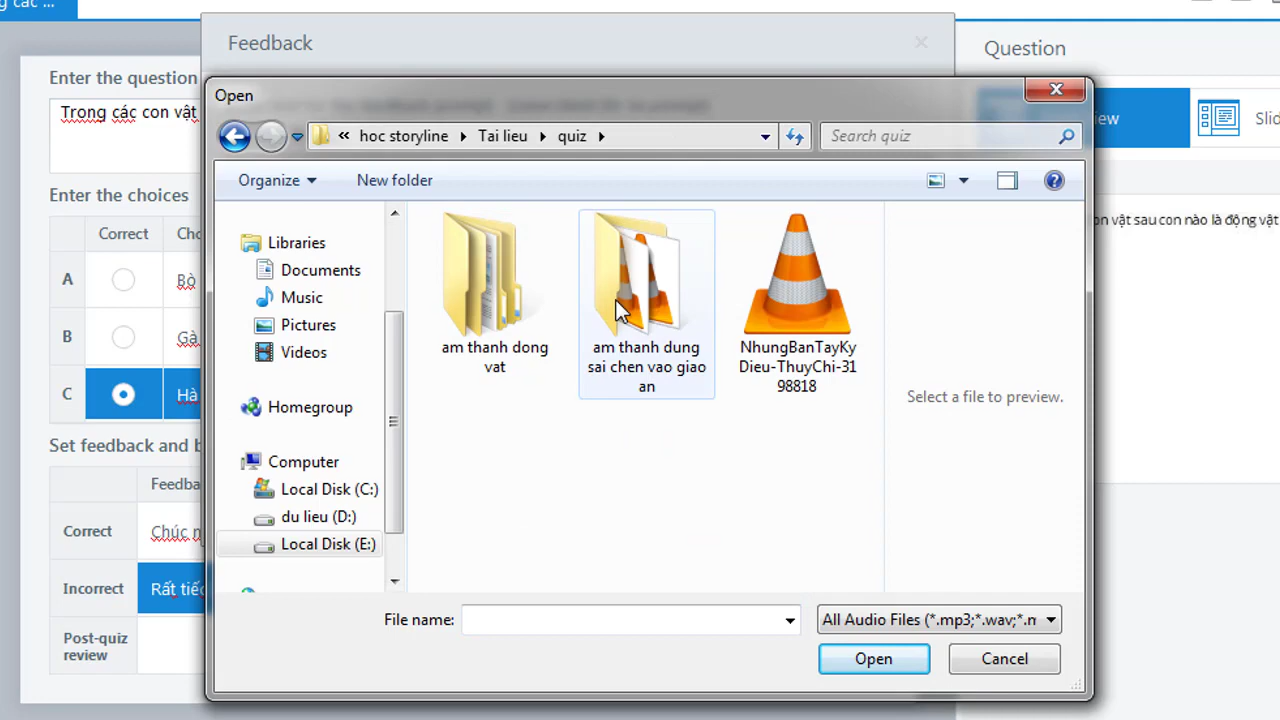 g các ...
Feedback
Question
Enter the question
Trong các con vật
Open
hoc storyline
Tai lieu
quiz
Search quiz
Organize
New folder
Enter the choices
Correct
A
Bò
B
Gà
C
Hà
Libraries
Documents
Music
Pictures
Videos
Homegroup
Computer
Local Disk (C:)
du lieu (D:)
Local Disk (E:)
am thanh dong
vat
am thanh dung
sai chen vao giao
an
NhungBanTayKy
Dieu-ThuyChi-31
98818
Select a file to preview.
on vật sau con nào là động vật
Set feedback and b
Feedba
Correct
Chúc n
Incorrect
Rất tiếc
Post-quiz
review
File name:
All Audio Files (*.mp3;*.wav;*.n
Open
Cancel
ew
Slid